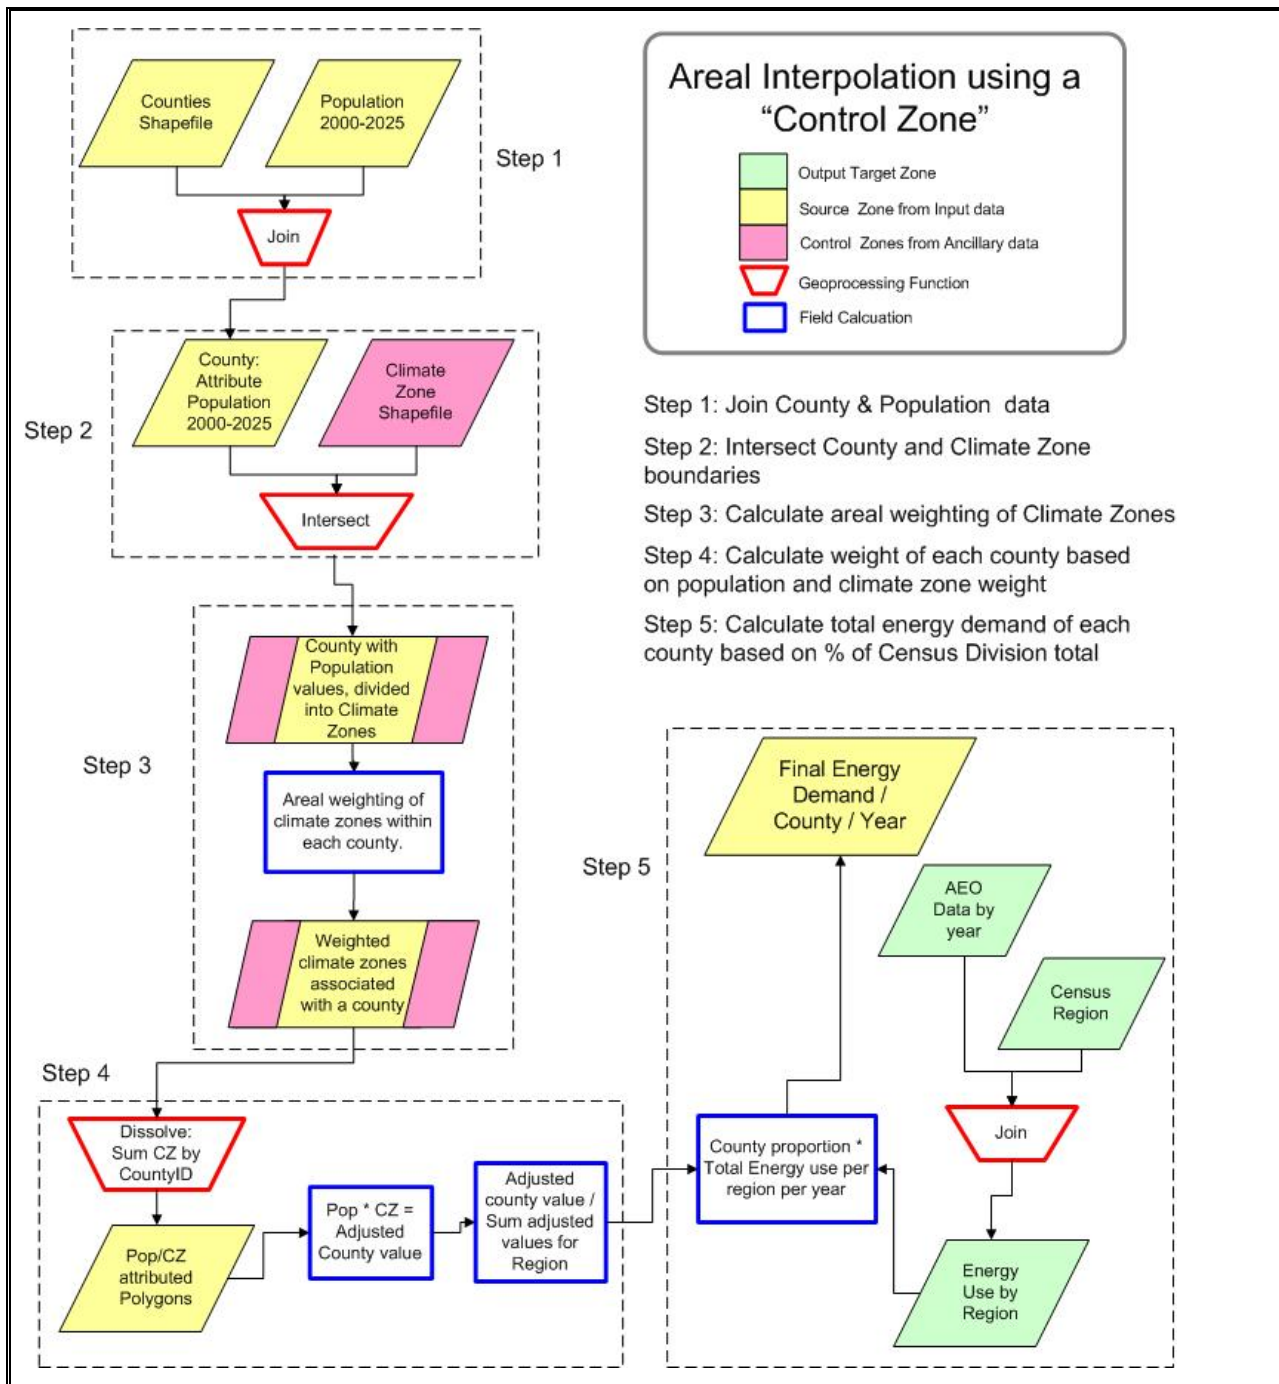 Counties
Shapefile
Population
2000-2025
Step 1
Join
Areal Interpolation using a
“Control Zone”
Output Target Zone
Source Zone from Input data
Control Zones from Ancillary data
Geoprocessing Function
Field Calcuation
Step 2
County:
Attribute
Population
2000-2025
Climate
Zone
Shapefile
Intersect
Step 1: Join County & Population data
Step 2: Intersect County and Climate Zone
boundaries
Step 3: Calculate areal weighting of Climate Zones
Step 4: Calculate weight of each county based
on population and climate zone weight
Step 5: Calculate total energy demand of each
county based on % of Census Division total
Step 3
County with
Population
values, divided
into Climate
Zones
Areal weighting of
climate zones within
each county.
Weighted
climate zones
associated
with a county
Step 4
Dissolve:
Sum CZ by
CountyID
Pop/CZ
attributed
Polygons
Pop * CZ =
Adjusted
County value
Adjusted
county value /
Sum adjusted
values for
Region
Step 5
Final Energy
Demand /
County / Year
AEO
Data by
year
Census
Region
Join
County proportion *
Total Energy use per
region per year
Energy
Use by
Region